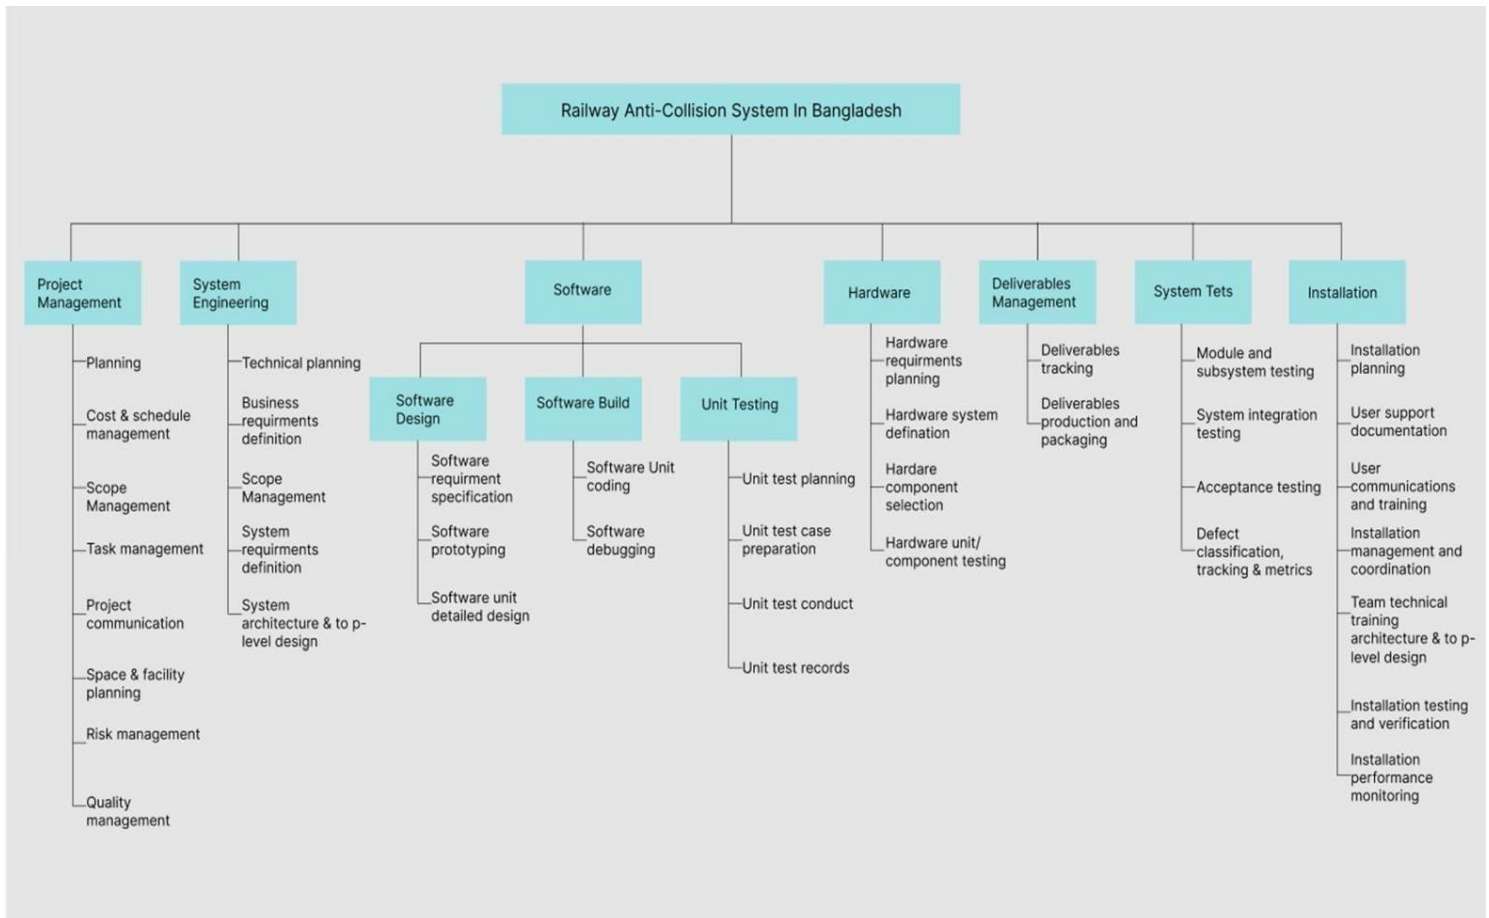 Railway Anti-Collision System In Bangladesh
Project
Management
Planning
Cost & schedule
management
Scope
Management
Task management
Project
communication
Space & facility
planning
Risk management
Quality
management
System
Engineering
Technical planning
Business
requirments
definition
Scope
Management
System
requirments
definition
System
architecture & to p-
level design
Software
Software
Design
Software
requirment
specification
Software
prototyping
Software unit
detailed design
Software Build
Software Unit
coding
Software
debugging
Unit Testing
Unit test planning
Unit test case
preparation
Unit test conduct
Unit test records
Hardware
Hardware
requirments
planning
Hardware system
defination
Hardare
component
selection
Hardware unit/
component testing
Deliverables
Management
Deliverables
tracking
Deliverables
production and
packaging
System Tets
Module and
subsystem testing
System integration
testing
Acceptance testing
Defect
classification,
tracking & metrics
Installation
Installation
planning
User support
documentation
User
communications
and training
Installation
management and
coordination
Team technical
training
architecture & to p-
level design
Installation testing
and verification
Installation
performance
monitoring